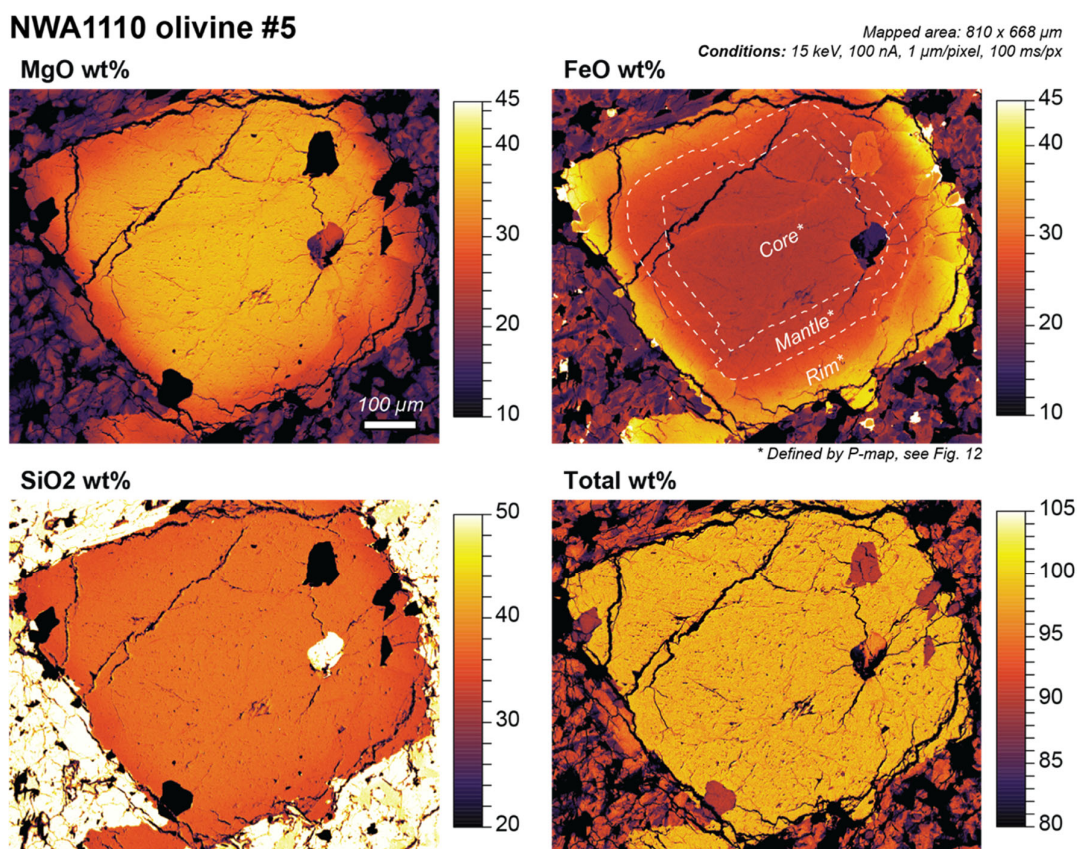 NWA1110 olivine #5
Mapped area: 810 x 668 µm
Conditions: 15 keV, 100 nA, 1 µm/pixel, 100 ms/px
MgO wt%
FeO wt%
45
40
30
20
10
100 µm
45
40
30
20
10
Core*
Mantle*
Rim*
* Defined by P-map, see Fig. 12
SiO2 wt%
Total wt%
50
40
30
20
105
100
95
90
85
80